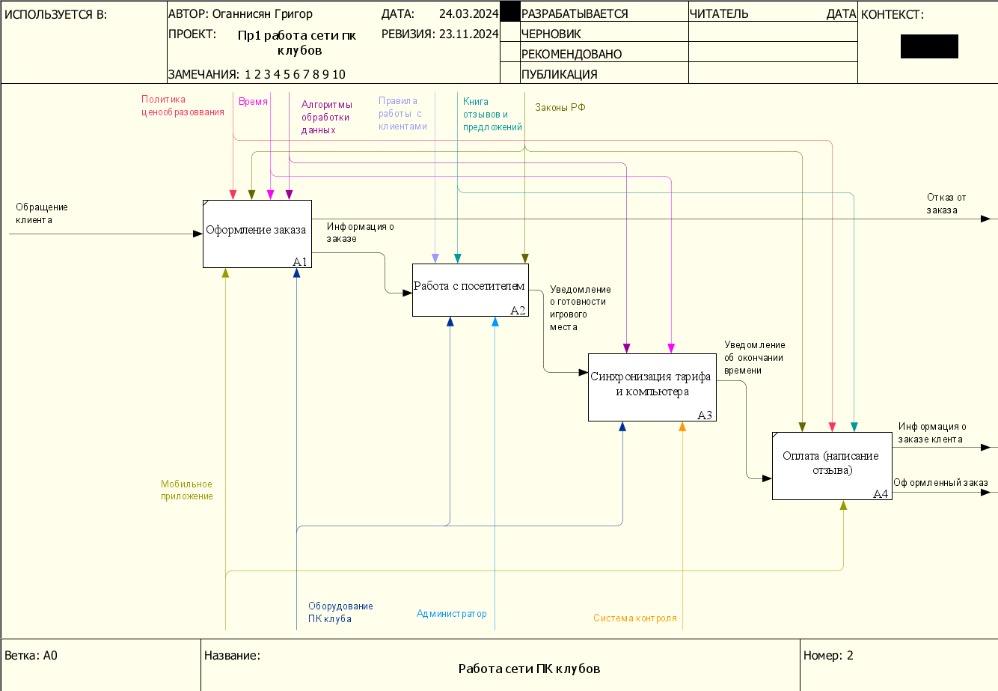 ИСПОЛЬЗУЕТСЯ В:
АВТОР: Оганнисян Григор
ДАТА: 24.03.2024
РАЗРАБАТЫВАЕТСЯ
ЧИТАТЕЛЬ
ДАТА
КОНТЕКСТ:
ПРОЕКТ: Пр1 работа сети пк
клубов
РЕВИЗИЯ: 23.11.2024
ЧЕРНОВИК
РЕКОМЕНДОВАНО
ЗАМЕЧАНИЯ: 1 2 3 4 5 6 7 8 9 10
ПУБЛИКАЦИЯ
Политика
ценообразоввания
Время
Алгоритмы
обработки
данных
Правила
работы с
клиентами
Книга
отзывов и
предложений
Законы РФ
Обращение
клиента
Оформление заказа
A1
Отказ от
заказа
Информация о
заказе
Работа с посетителем
A2
Уведомление
о готовности
игрового
места
Синхронизация тарифа
и компьютера
A3
Уведомление
об окончании
времени
Оплата (написание
отзыва)
A4
Информация о
заказе клента
Оформленный заказ
Мобильное
приложение
Оборудование
ПК клуба
Администратор
Система контроля
Ветка: A0
Название:
Работа сети ПК клубов
Номер: 2